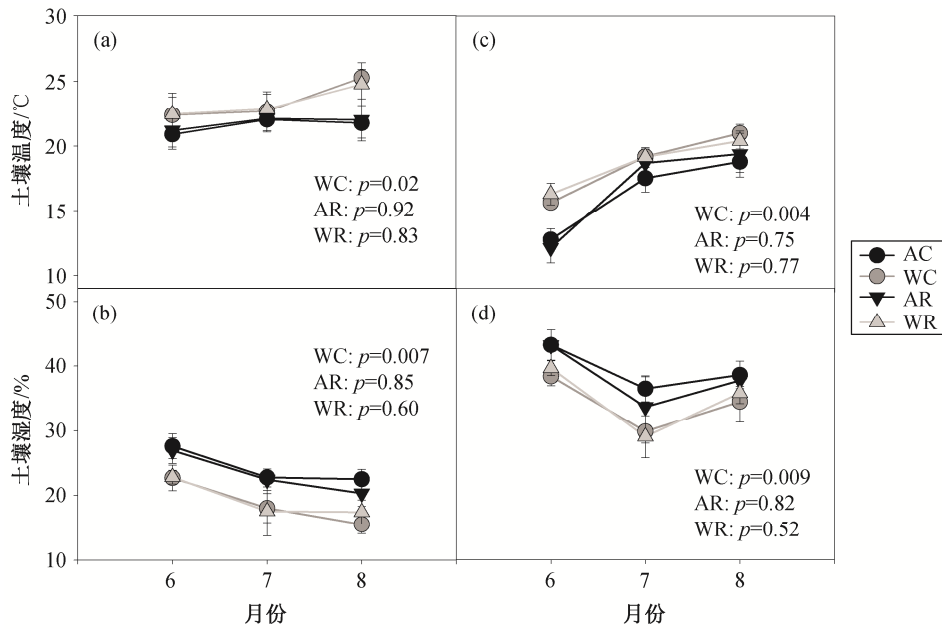 (a)
30
25
20
15
10
土壤温度/℃
WC: p=0.02
AR: p=0.92
WR: p=0.83
(c)
WC: p=0.004
AR: p=0.75
WR: p=0.77
AC
WC
AR
WR
(b)
50
40
30
20
10
土壤湿度/%
WC: p=0.007
AR: p=0.85
WR: p=0.60
(d)
WC: p=0.009
AR: p=0.82
WR: p=0.52
6 7 8
月份
6 7 8
月份